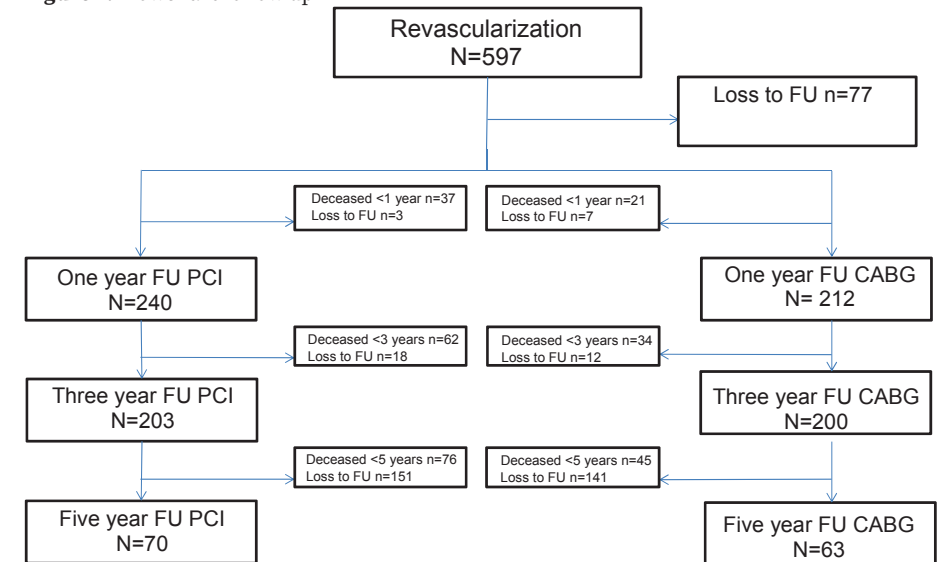 Revascularization
N=597
Loss to FU n=77
Deceased <1 year n=37
Loss to FU n=3
Deceased <1 year n=21
Loss to FU n=7
One year FU PCI
N=240
One year FU CABG
N= 212
Deceased <3 years n=62
Loss to FU n=18
Deceased <3 years n=34
Loss to FU n=12
Three year FU PCI
N=203
Three year FU CABG
N=200
Deceased <5 years n=76
Loss to FU n=151
Deceased <5 years n=45
Loss to FU n=141
Five year FU PCI
N=70
Five year FU CABG
N=63